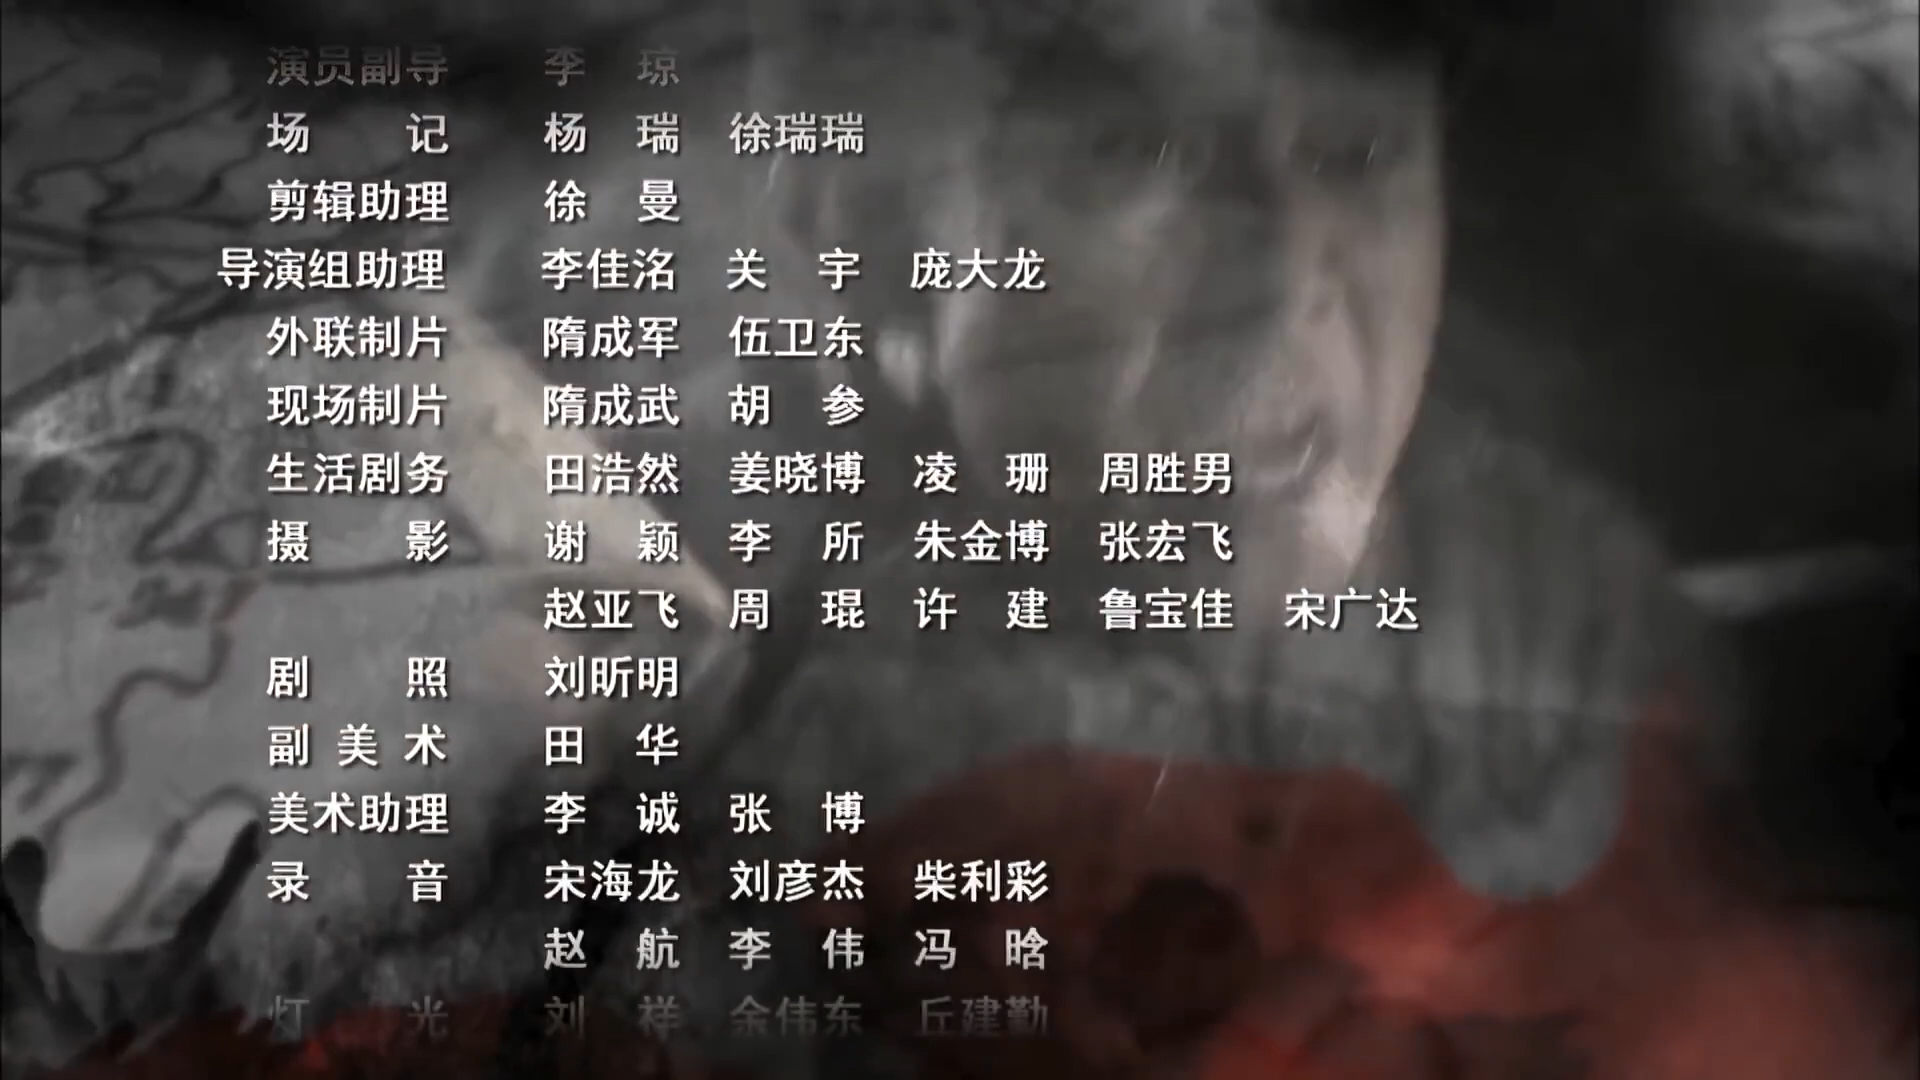 演员副导 李琼
场记 杨瑞 徐瑞瑞
剪辑助理 徐曼
导演组助理 李佳洺 关宇 庞大龙
外联制片 隋成军 伍卫东
现场制片 隋成武 胡参
生活剧务 田浩然 姜晓博 凌珊 周胜男
摄影 谢颖 李所 朱金博 张宏飞
赵亚飞 周琨 许建 鲁宝佳 宋广达
剧照 刘昕明
副美术 田华
美术助理 李诚 张博
录音 宋海龙 刘彦杰 柴利彩
赵航 李伟 冯晗
灯光 刘祥 余伟东 丘建勤